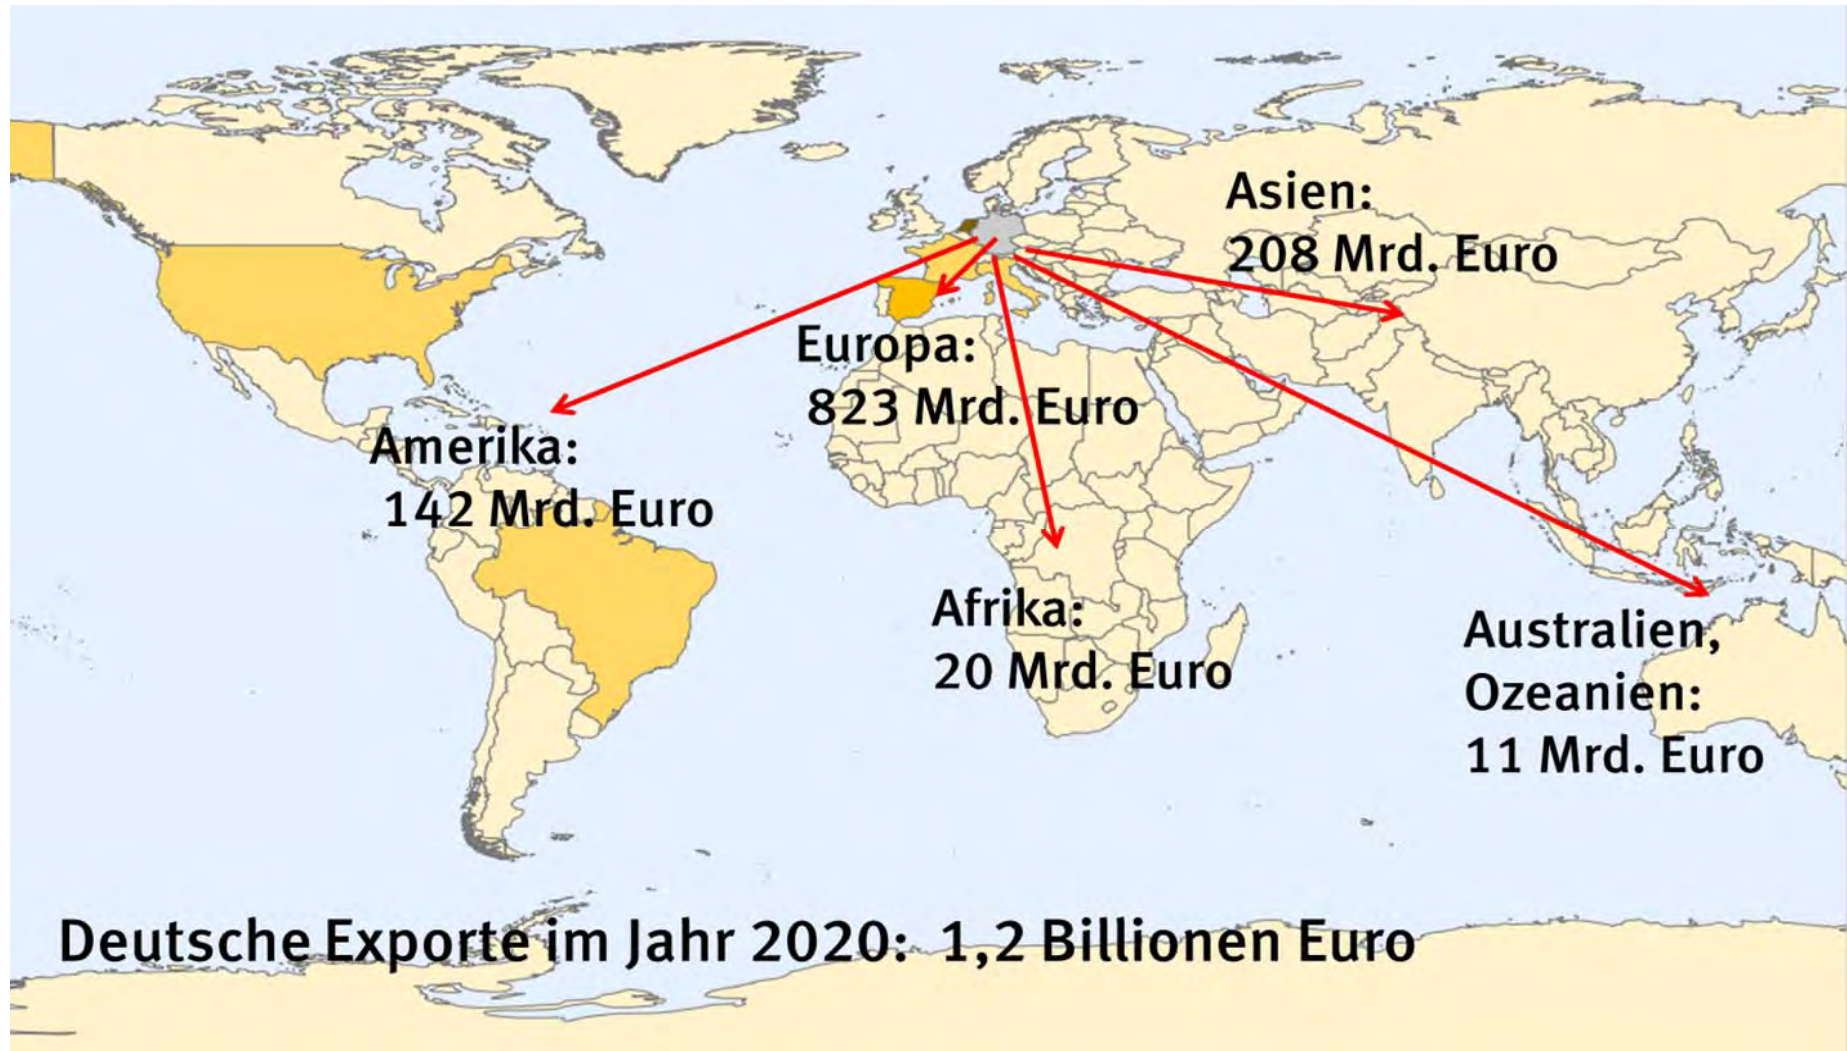 Asien:
208 Mrd. Euro
Europa:
823 Mrd. Euro
Amerika:
142 Mrd. Euro
Afrika:
20 Mrd. Euro
Australien,
Ozeanien:
11 Mrd. Euro
Deutsche Exporte im Jahr 2020: 1,2 Billionen Euro